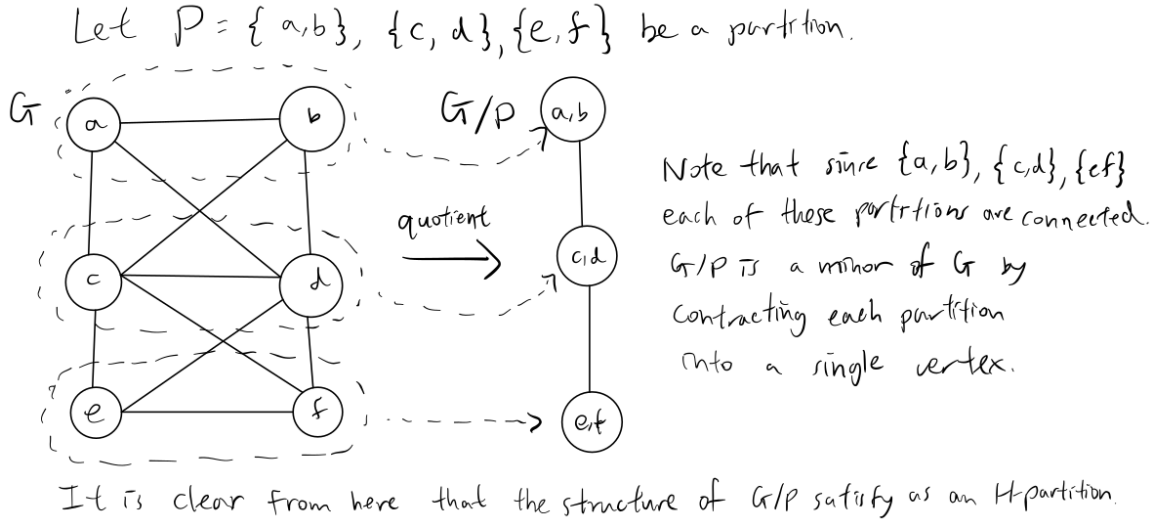 Let P = { a,b}, {c, d}, {e, f } be a partition.
G
a
b
c
d
e
f
quotient
G/P
a,b
c,d
e,f
Note that since {a,b}, {c,d}, {ef}
each of these partitions are connected.
G/P is a minor of G by
contracting each partition
into a single vertex.
It is clear from here that the structure of G/P satisfy as an H-partition.